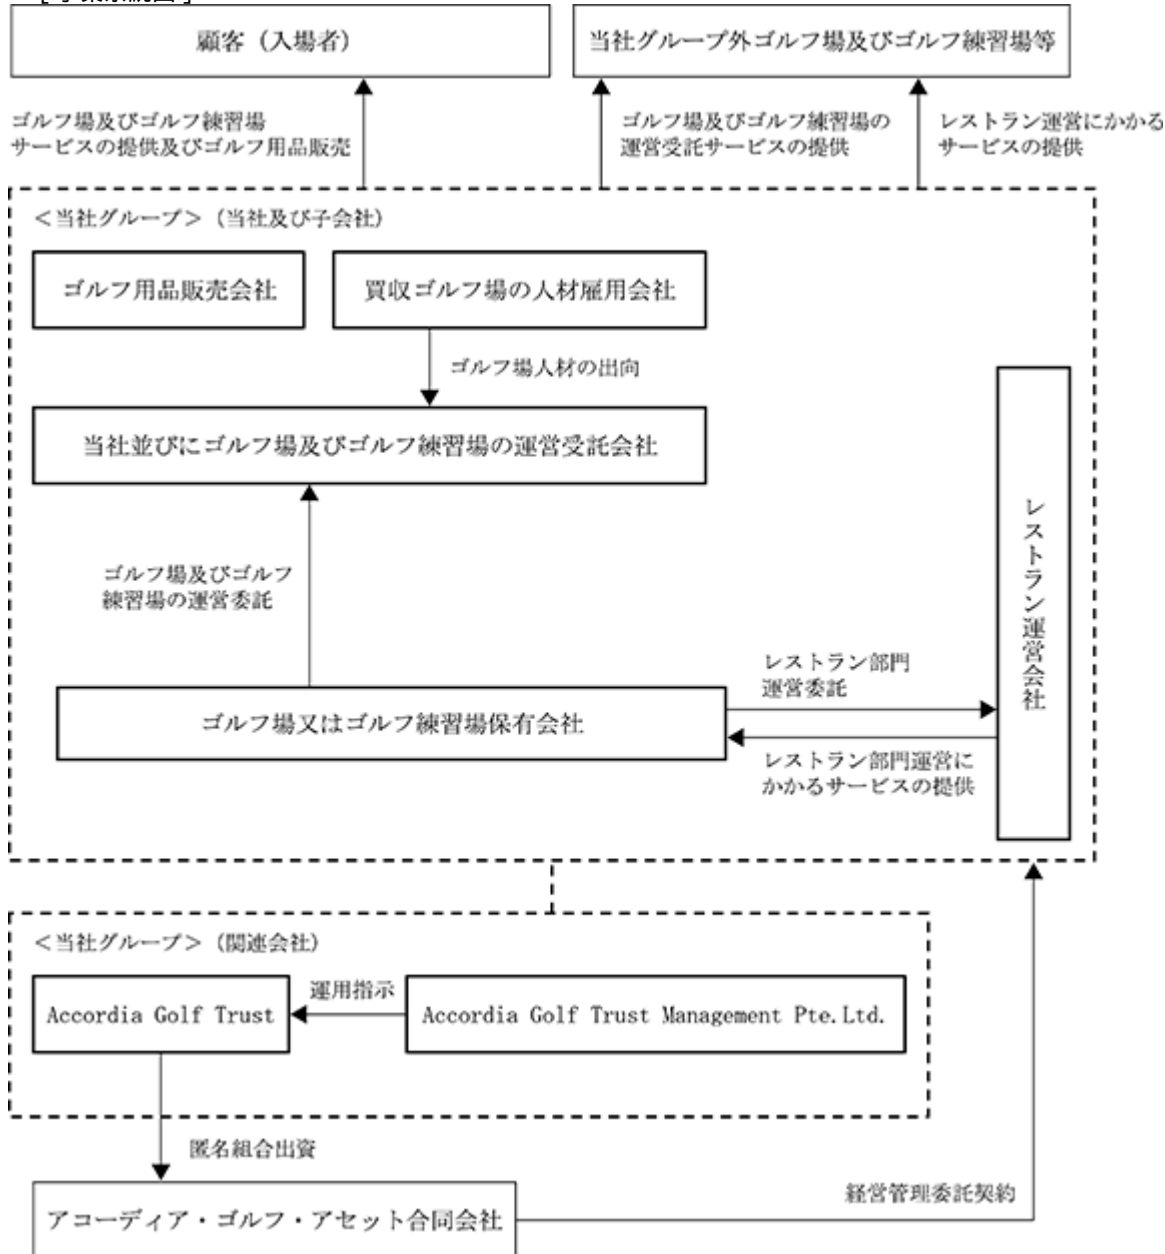 [事業系統図]
顧客（入場者）
当社グループ外ゴルフ場及びゴルフ練習場等
ゴルフ場及びゴルフ練習場
サービスの提供及びゴルフ用品販売
ゴルフ場及びゴルフ練習場の
運営受託サービスの提供
レストラン運営にかかる
サービスの提供
＜当社グループ＞（当社及び子会社）
ゴルフ用品販売会社
買収ゴルフ場の人材雇用会社
ゴルフ場人材の出向
当社並びにゴルフ場及びゴルフ練習場の運営受託会社
レストラン運営会社
ゴルフ場及びゴルフ
練習場の運営委託
レストラン部門
運営委託
ゴルフ場又はゴルフ練習場保有会社
レストラン部門運営に
かかるサービスの提供
＜当社グループ＞（関連会社）
Accordia Golf Trust
運用指示
Accordia Golf Trust Management Pte.Ltd.
匿名組合出資
経営管理委託契約
アコーディア・ゴルフ・アセット合同会社